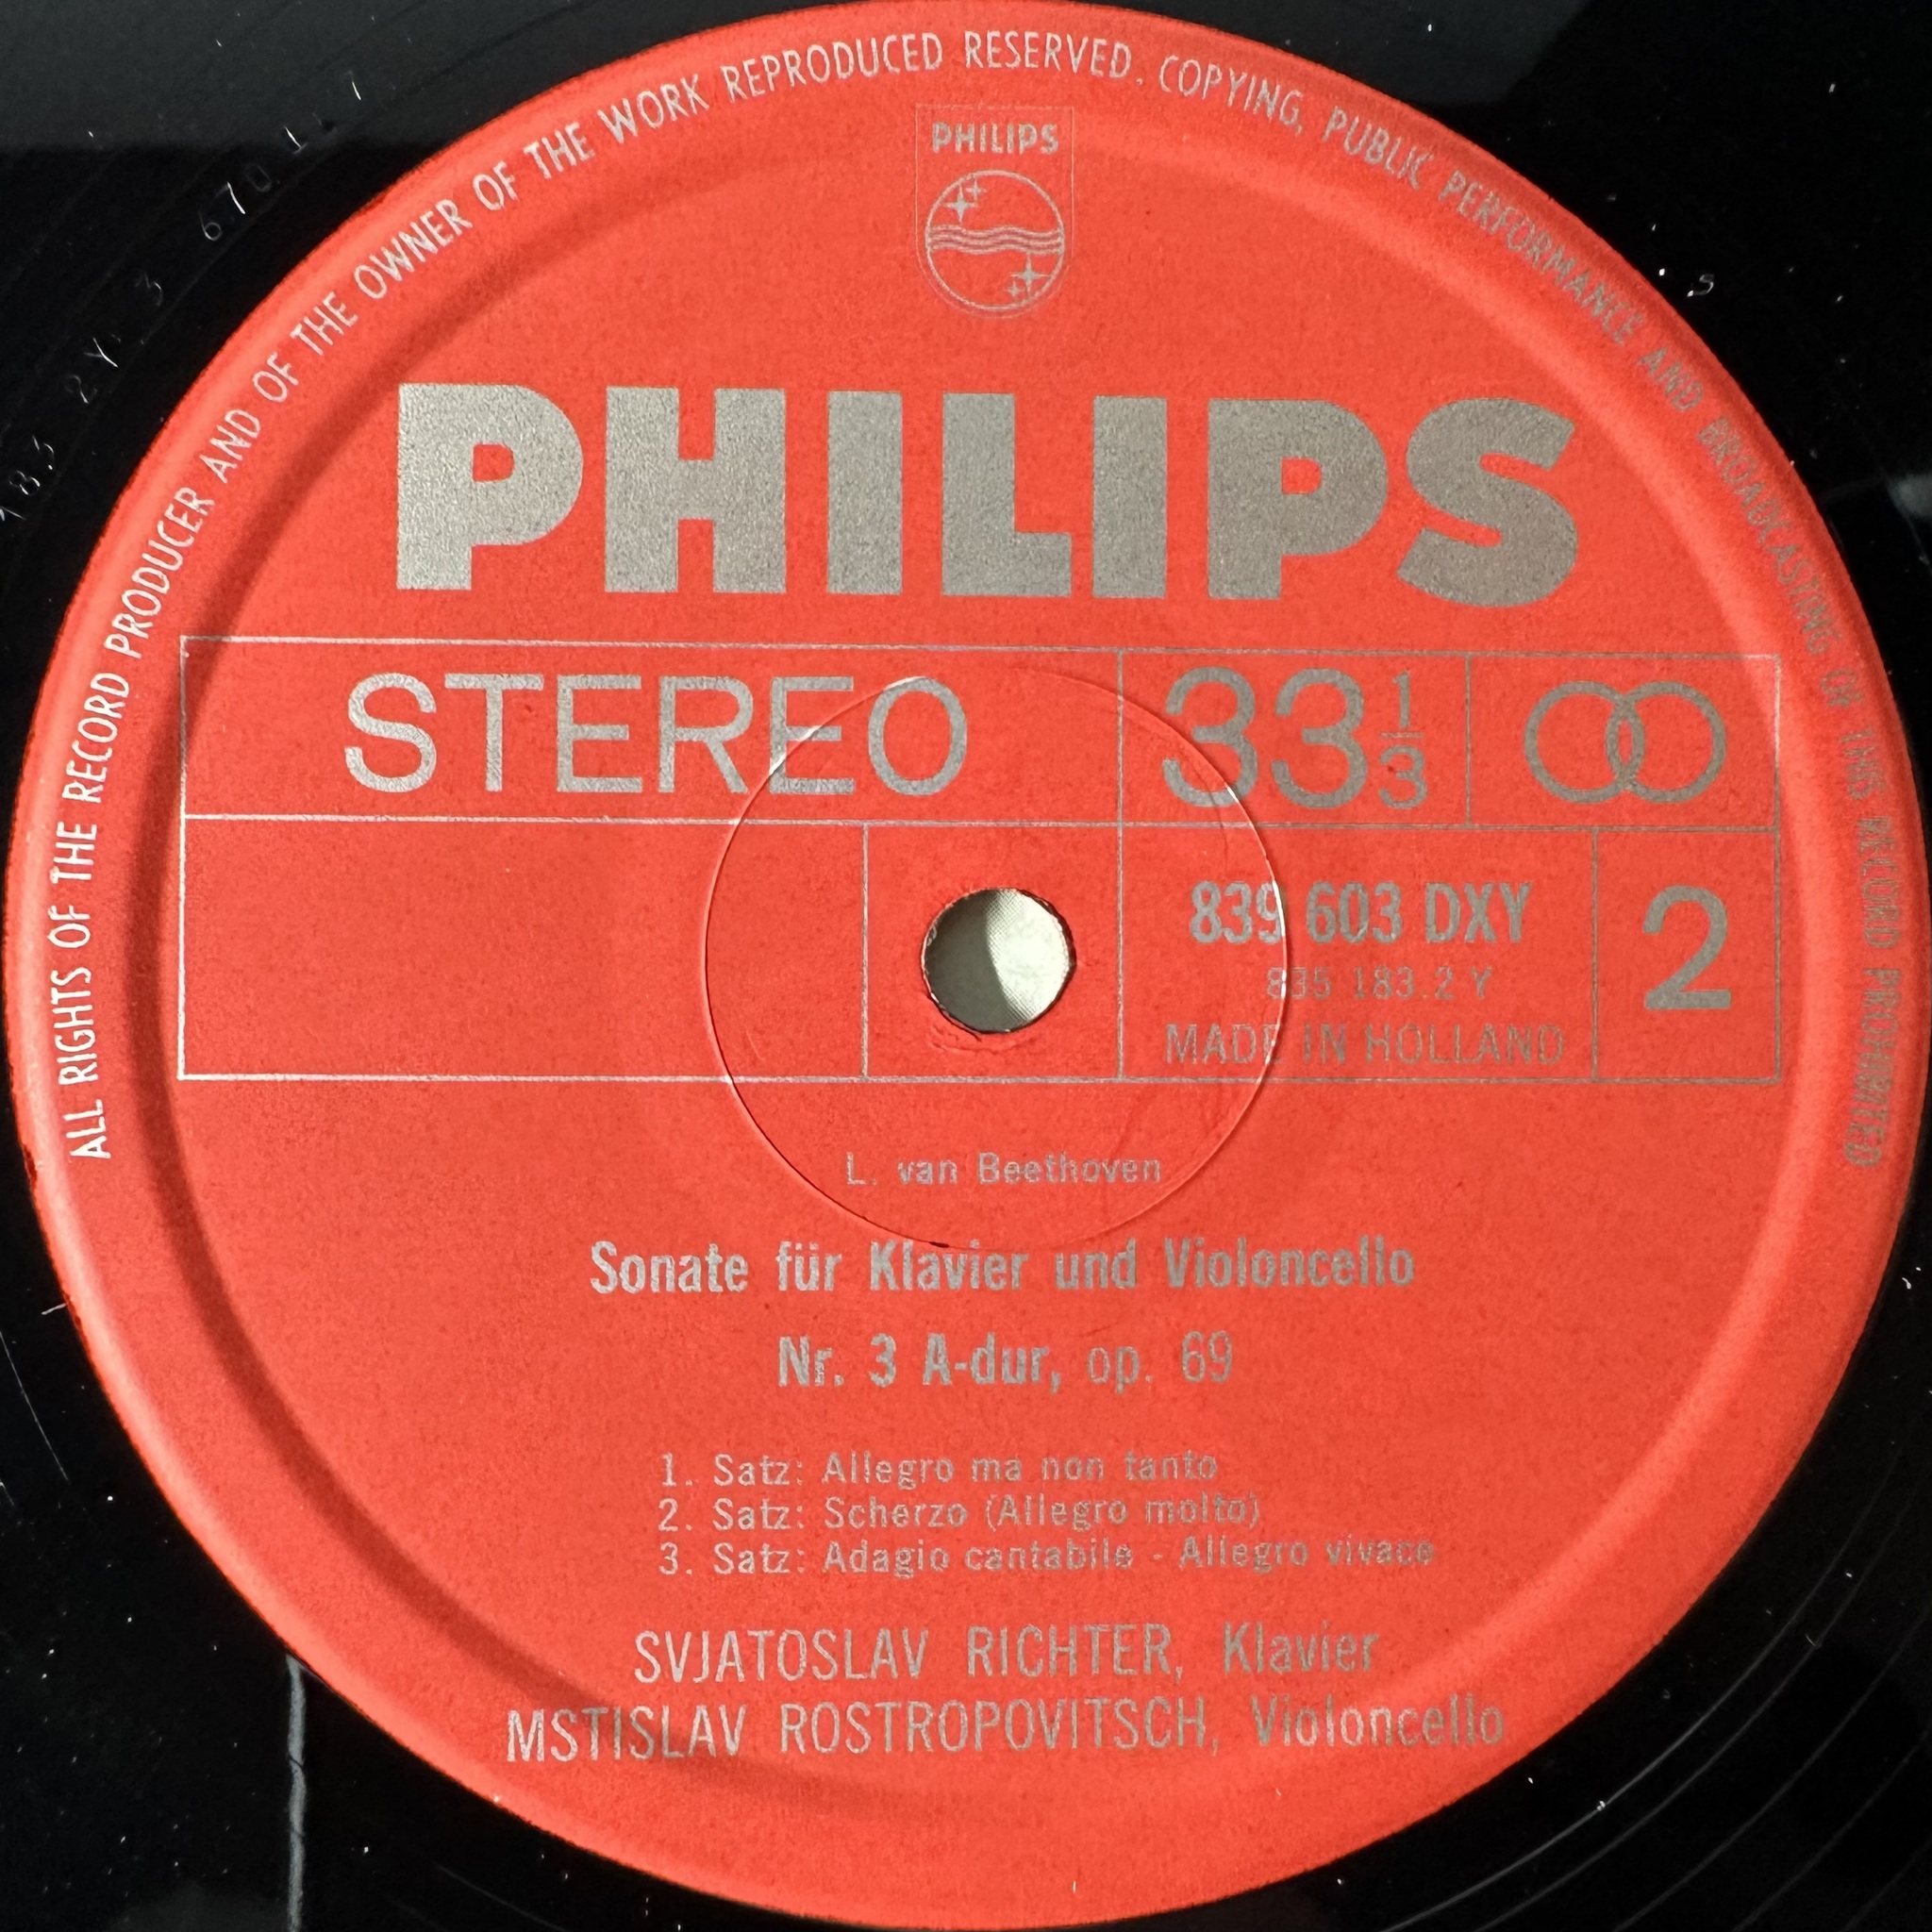 ALL RIGHTS OF THE RECORD PRODUCER AND OF THE OWNER OF THE WORK REPRODUCED RESERVED. COPYING, PUBLIC PERFORMANCE AND BROADCASTING OF THIS RECORD PROHIBITED
PHILIPS
PHILIPS
STEREO 33 1/3
839 603 DXY 2
835 183.2 Y
MADE IN HOLLAND
L. van Beethoven
Sonate für Klavier und Violoncello
Nr. 3 A-dur, op. 69
1. Satz: Allegro ma non tanto
2. Satz: Scherzo (Allegro molto)
3. Satz: Adagio cantabile - Allegro vivace
SVJATOSLAV RICHTER, Klavier
MSTISLAV ROSTROPOVITSCH, Violoncello